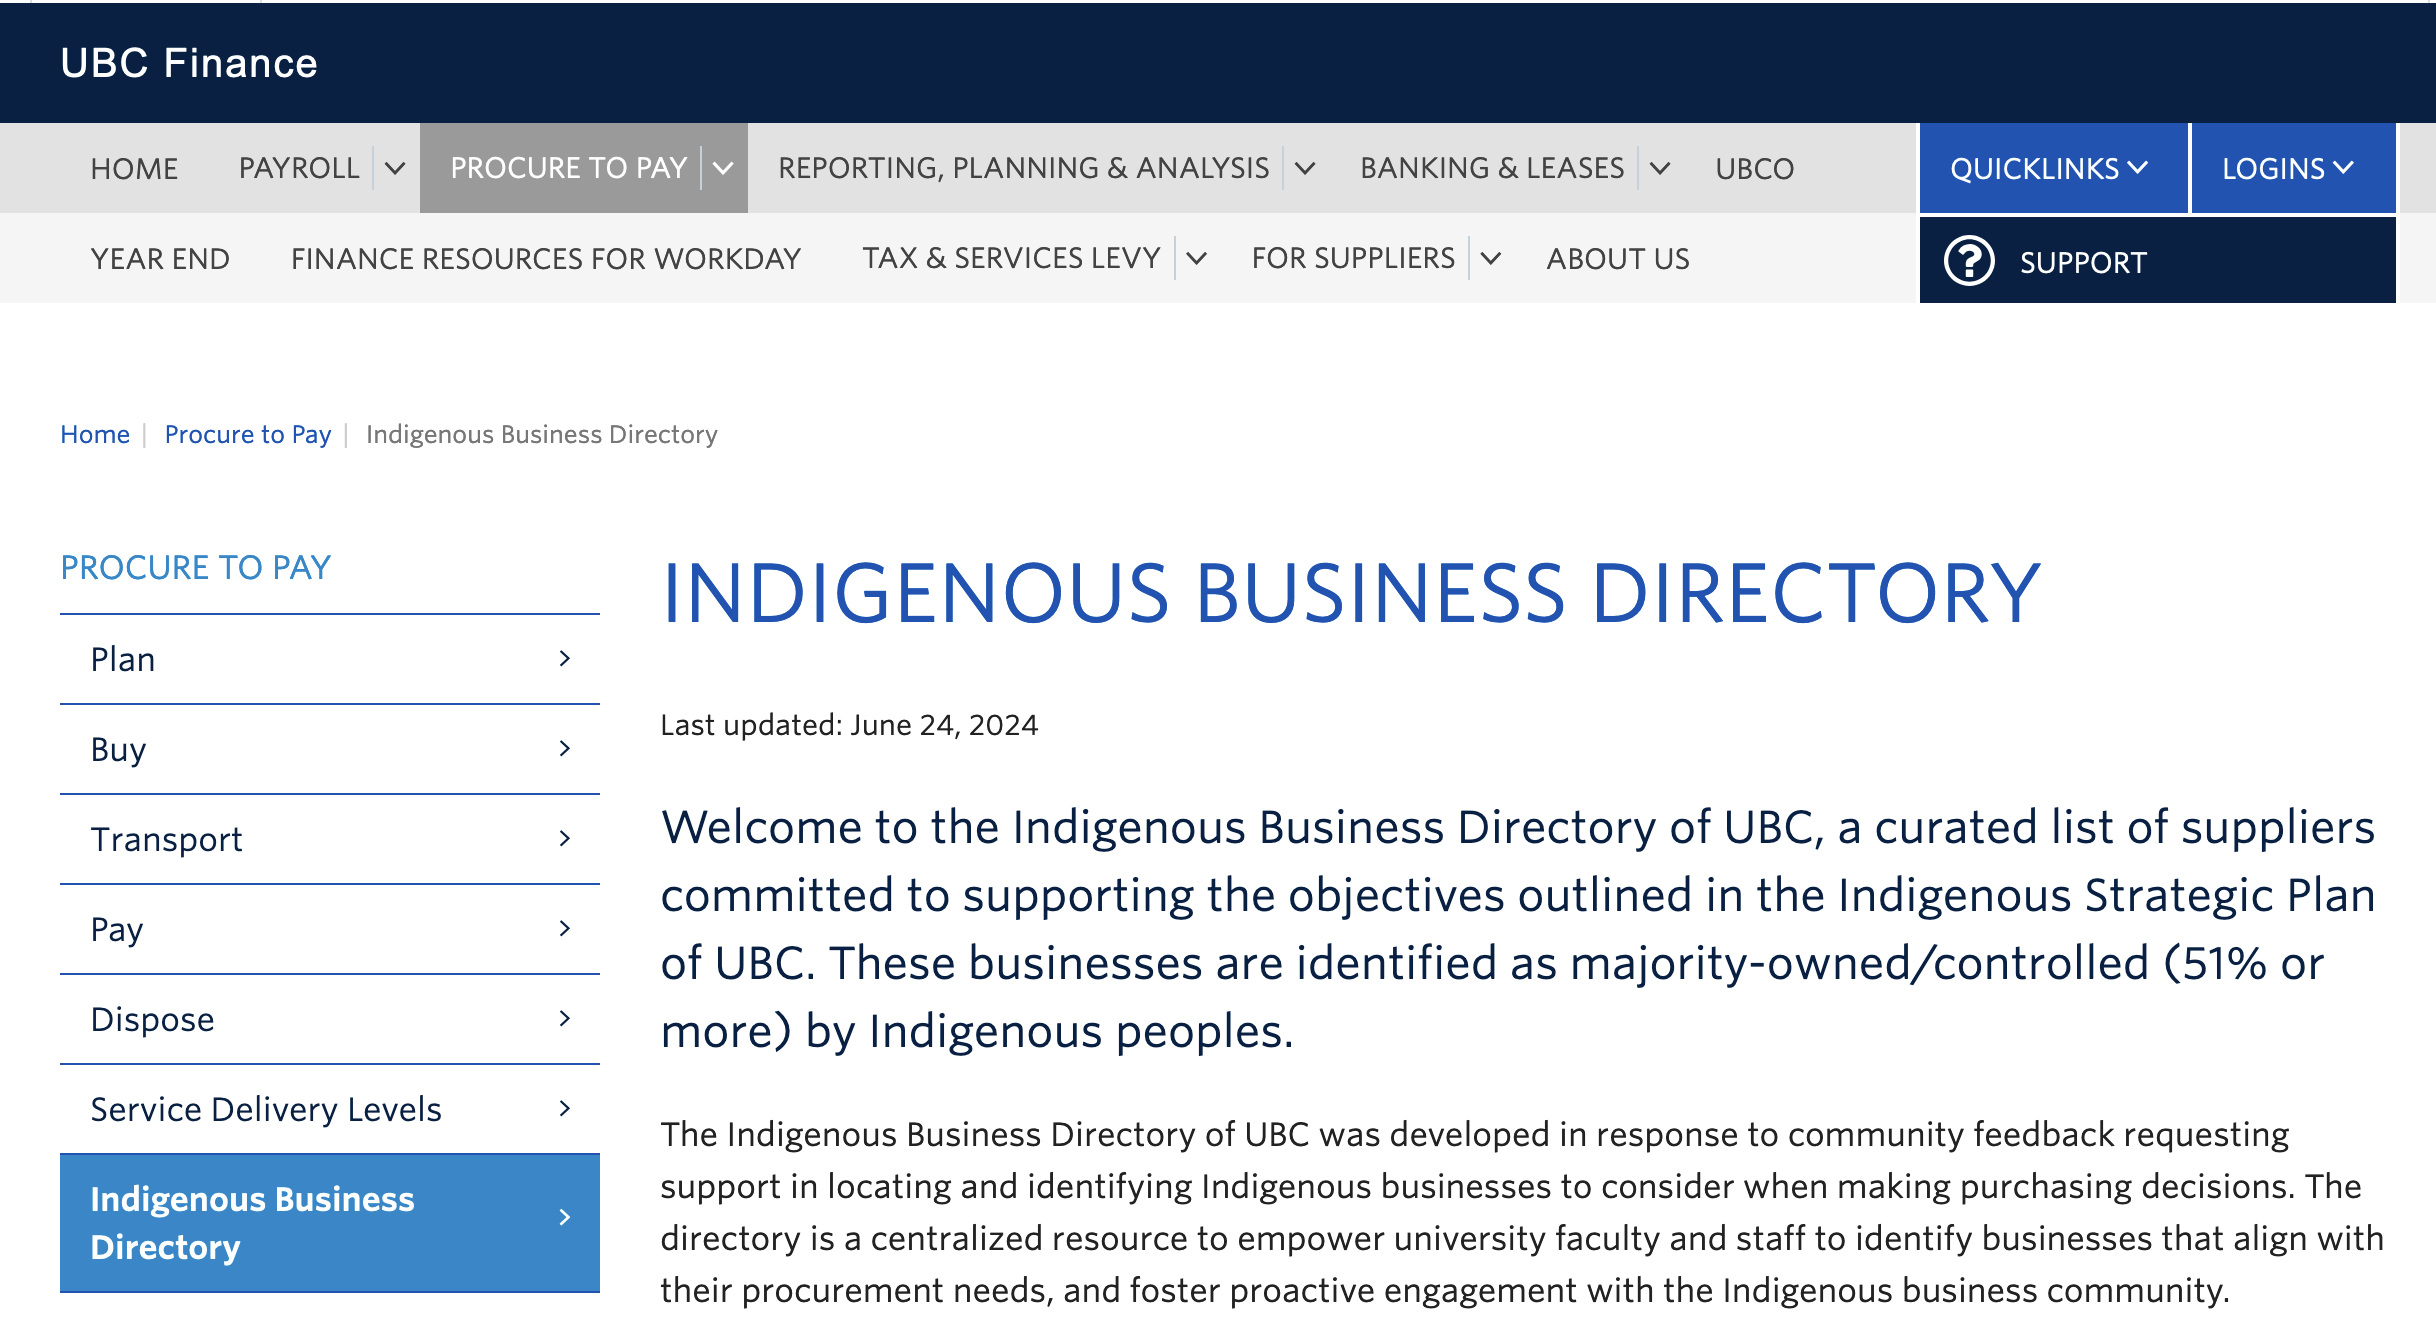 UBC Finance
HOME PAYROLL PROCURE TO PAY REPORTING, PLANNING & ANALYSIS BANKING & LEASES UBCO QUICKLINKS LOGINS
YEAR END FINANCE RESOURCES FOR WORKDAY TAX & SERVICES LEVY FOR SUPPLIERS ABOUT US SUPPORT
Home | Procure to Pay | Indigenous Business Directory
PROCURE TO PAY
Plan
Buy
Transport
Pay
Dispose
Service Delivery Levels
Indigenous Business
Directory
INDIGENOUS BUSINESS DIRECTORY
Last updated: June 24, 2024
Welcome to the Indigenous Business Directory of UBC, a curated list of suppliers
committed to supporting the objectives outlined in the Indigenous Strategic Plan
of UBC. These businesses are identified as majority-owned/controlled (51% or
more) by Indigenous peoples.
The Indigenous Business Directory of UBC was developed in response to community feedback requesting
support in locating and identifying Indigenous businesses to consider when making purchasing decisions. The
directory is a centralized resource to empower university faculty and staff to identify businesses that align with
their procurement needs, and foster proactive engagement with the Indigenous business community.